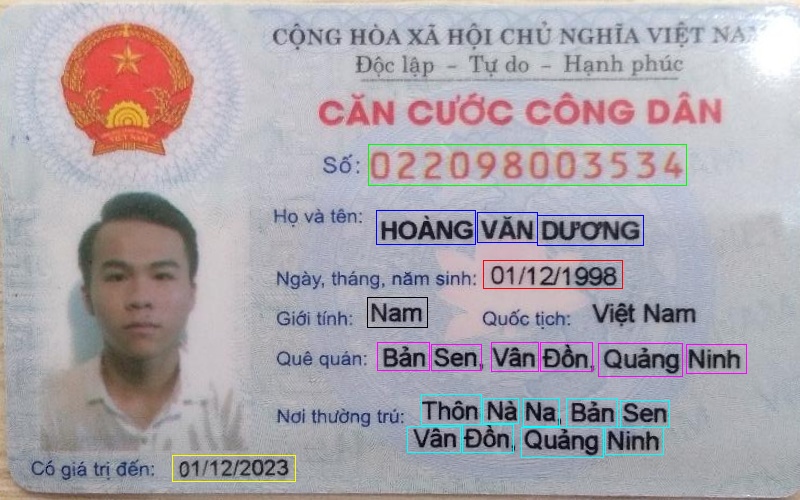 CỘNG HÒA XÃ HỘI CHỦ NGHĨA VIỆT NAM
Độc lập - Tự do - Hạnh phúc
CĂN CƯỚC CÔNG DÂN
Số: 022098003534
Họ và tên: HOÀNG VĂN DƯƠNG
Ngày, tháng, năm sinh: 01/12/1998
Giới tính: Nam Quốc tịch: Việt Nam
Quê quán: Bản Sen, Vân Đồn, Quảng Ninh
Nơi thường trú: Thôn Nà Na, Bản Sen
Vân Đồn, Quảng Ninh
Có giá trị đến: 01/12/2023